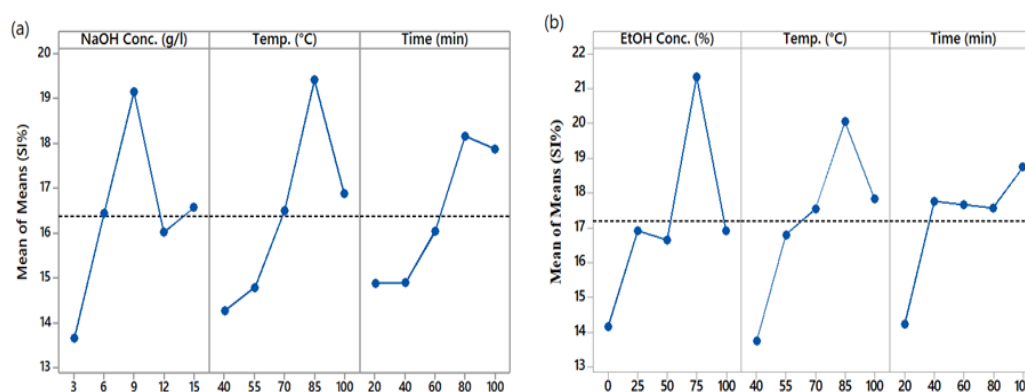 (a)
NaOH Conc. (g/l) Temp. (°C) Time (min)
Mean of Means (SI%)
20
19
18
17
16
15
14
13
3 6 9 12 15 40 55 70 85 100 20 40 60 80 100
(b)
EtOH Conc. (%) Temp. (°C) Time (min)
Mean of Means (SI%)
22
21
20
19
18
17
16
15
14
13
0 25 50 75 100 40 55 70 85 100 20 40 60 80 100